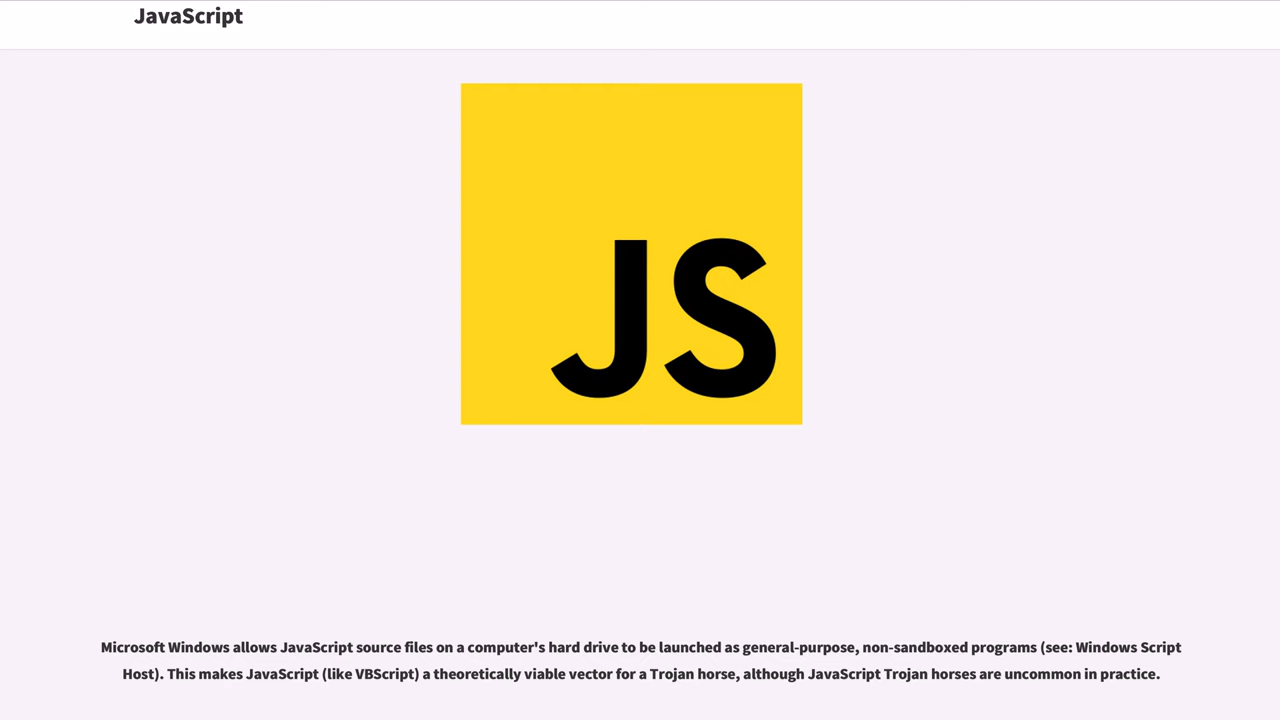 JavaScript
JS
Microsoft Windows allows JavaScript source files on a computer's hard drive to be launched as general-purpose, non-sandboxed programs (see: Windows Script
Host). This makes JavaScript (like VBScript) a theoretically viable vector for a Trojan horse, although JavaScript Trojan horses are uncommon in practice.